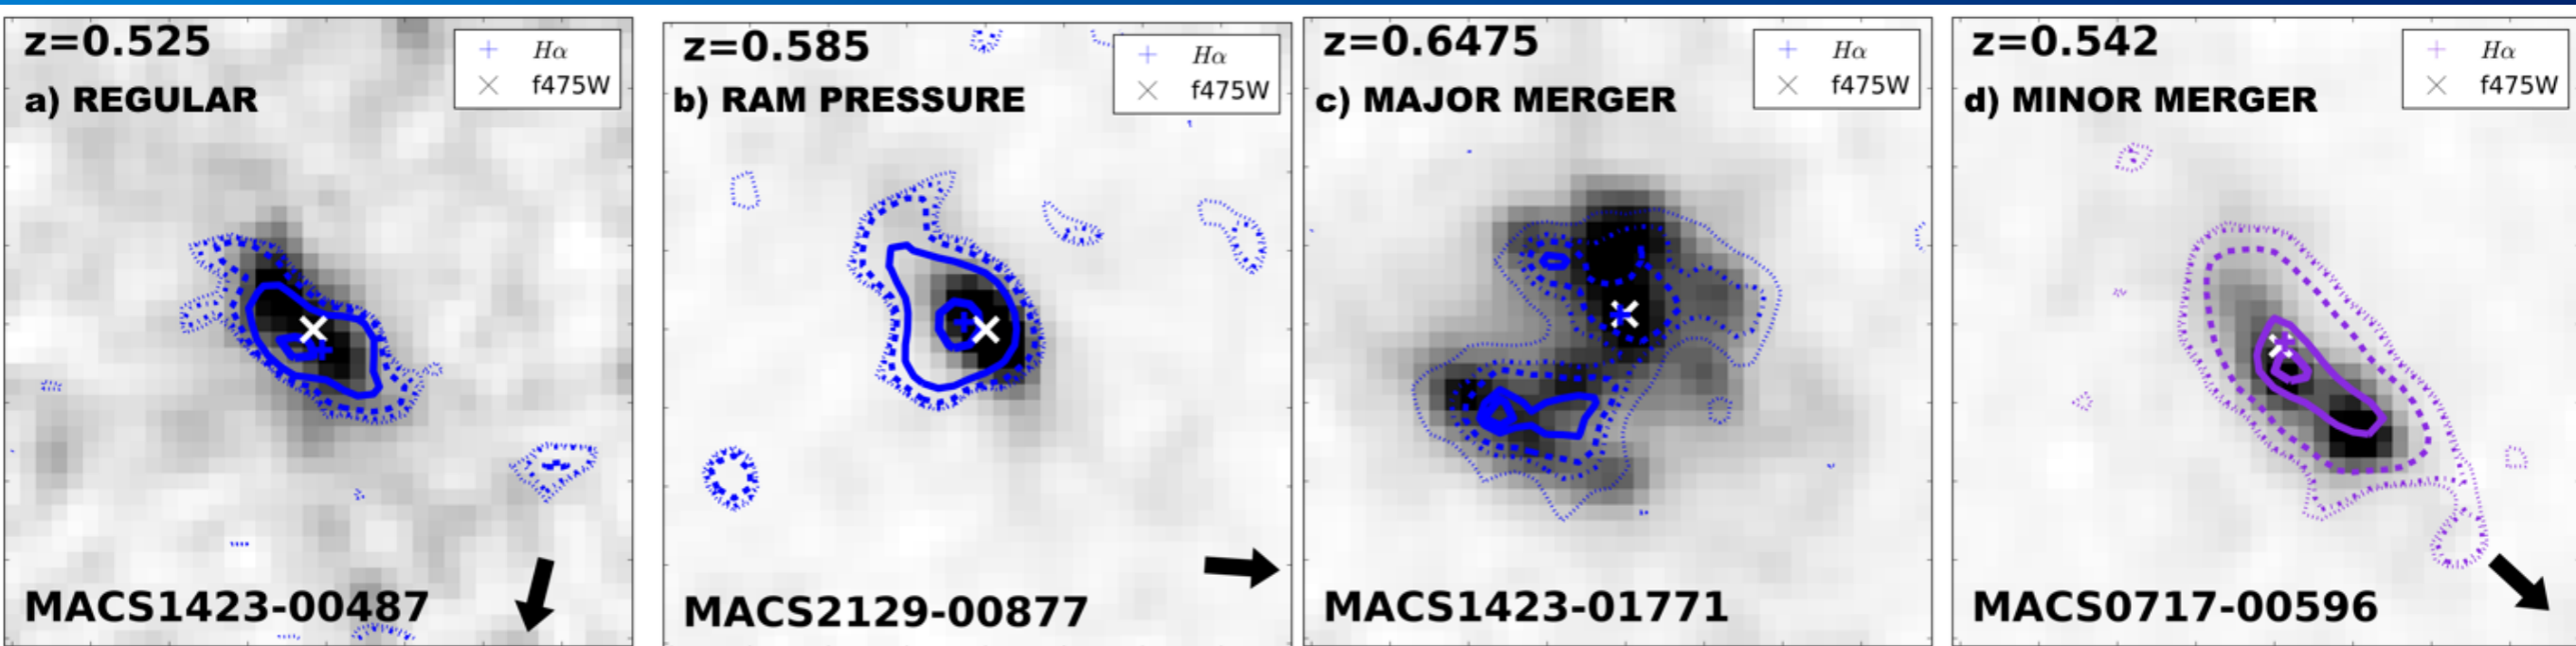 z=0.525
Hα
f475W
a) REGULAR
MACS1423-00487
z=0.585
Hα
f475W
b) RAM PRESSURE
MACS2129-00877
z=0.6475
Hα
f475W
c) MAJOR MERGER
MACS1423-01771
z=0.542
Hα
f475W
d) MINOR MERGER
MACS0717-00596